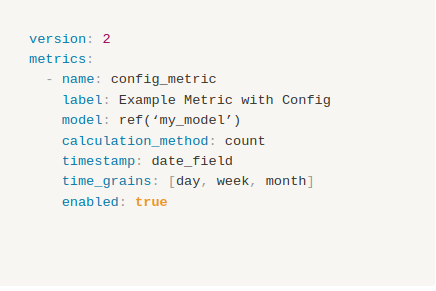 version: 2
metrics:
  - name: config_metric
    label: Example Metric with Config
    model: ref(‘my_model’)
    calculation_method: count
    timestamp: date_field
    time_grains: [day, week, month]
    enabled: true